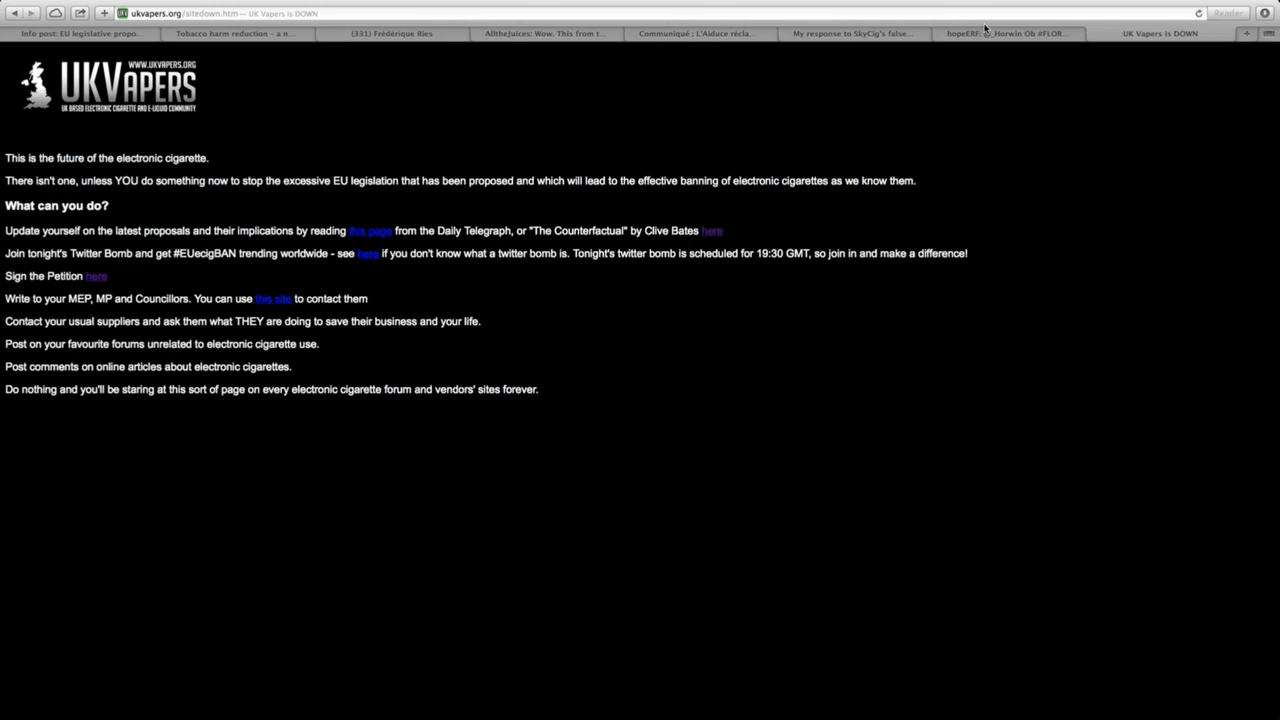 ukvapers.org/sitedown.htm — UK Vapers is DOWN
Reader
Info post: EU legislative propo...
Tobacco harm reduction - a n...
(331) Frédérique Ries
Allthejuices: Wow. This from t...
Communiqué : L'Aiduce récla...
My response to SkyCig's false...
hopeERF: @_Horwin Ob #FLOR...
UK Vapers is DOWN
WWW.UKVAPERS.ORG
UKVAPERS
UK BASED ELECTRONIC CIGARETTE AND E-LIQUID COMMUNITY
This is the future of the electronic cigarette.
There isn't one, unless YOU do something now to stop the excessive EU legislation that has been proposed and which will lead to the effective banning of electronic cigarettes as we know them.
What can you do?
Update yourself on the latest proposals and their implications by reading this page from the Daily Telegraph, or "The Counterfactual" by Clive Bates here
Join tonight's Twitter Bomb and get #EUecigBAN trending worldwide - see here if you don't know what a twitter bomb is. Tonight's twitter bomb is scheduled for 19:30 GMT, so join in and make a difference!
Sign the Petition here
Write to your MEP, MP and Councillors. You can use this site to contact them
Contact your usual suppliers and ask them what THEY are doing to save their business and your life.
Post on your favourite forums unrelated to electronic cigarette use.
Post comments on online articles about electronic cigarettes.
Do nothing and you'll be staring at this sort of page on every electronic cigarette forum and vendors' sites forever.